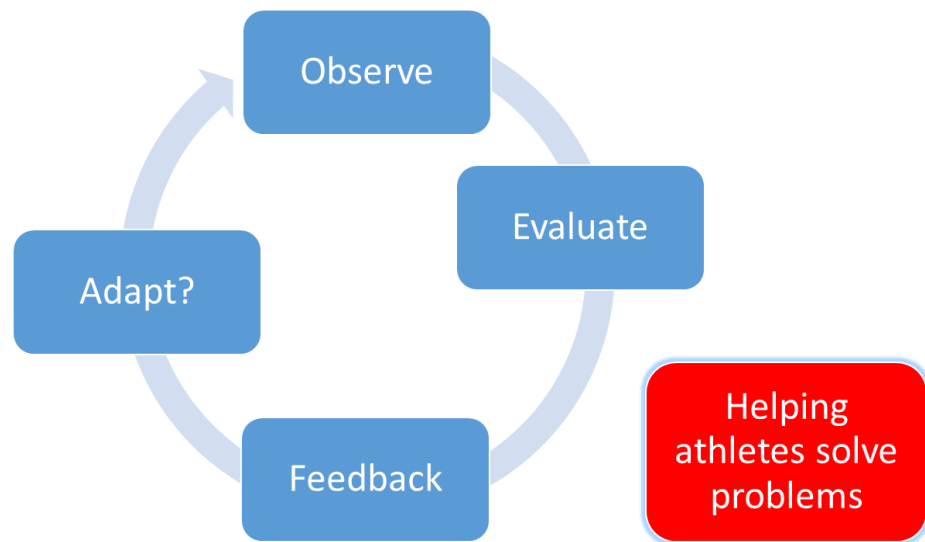 Observe
Evaluate
Adapt?
Feedback
Helping
athletes solve
problems